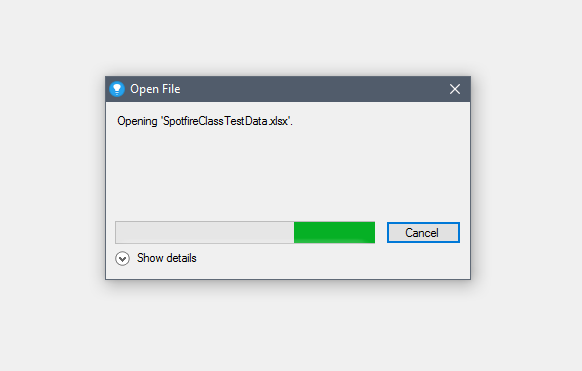 Open File
Opening 'SpotfireClassTestData.xlsx'.
Cancel
Show details